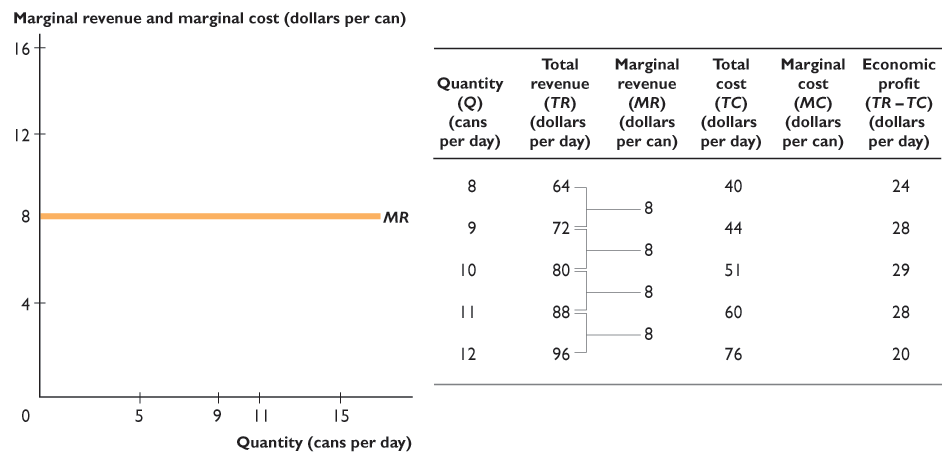 Marginal revenue and marginal cost (dollars per can)
16
12
8
4
0
MR
5 9 11 15
Quantity (cans per day)
Total Marginal Total Marginal Economic
Quantity revenue revenue cost cost profit
(Q) (TR) (MR) (TC) (MC) (TR – TC)
(cans (dollars (dollars (dollars (dollars (dollars
per day) per day) per can) per day) per can) per day)
8 64 40 24
8
9 72 44 28
8
10 80 51 29
8
11 88 60 28
8
12 96 76 20